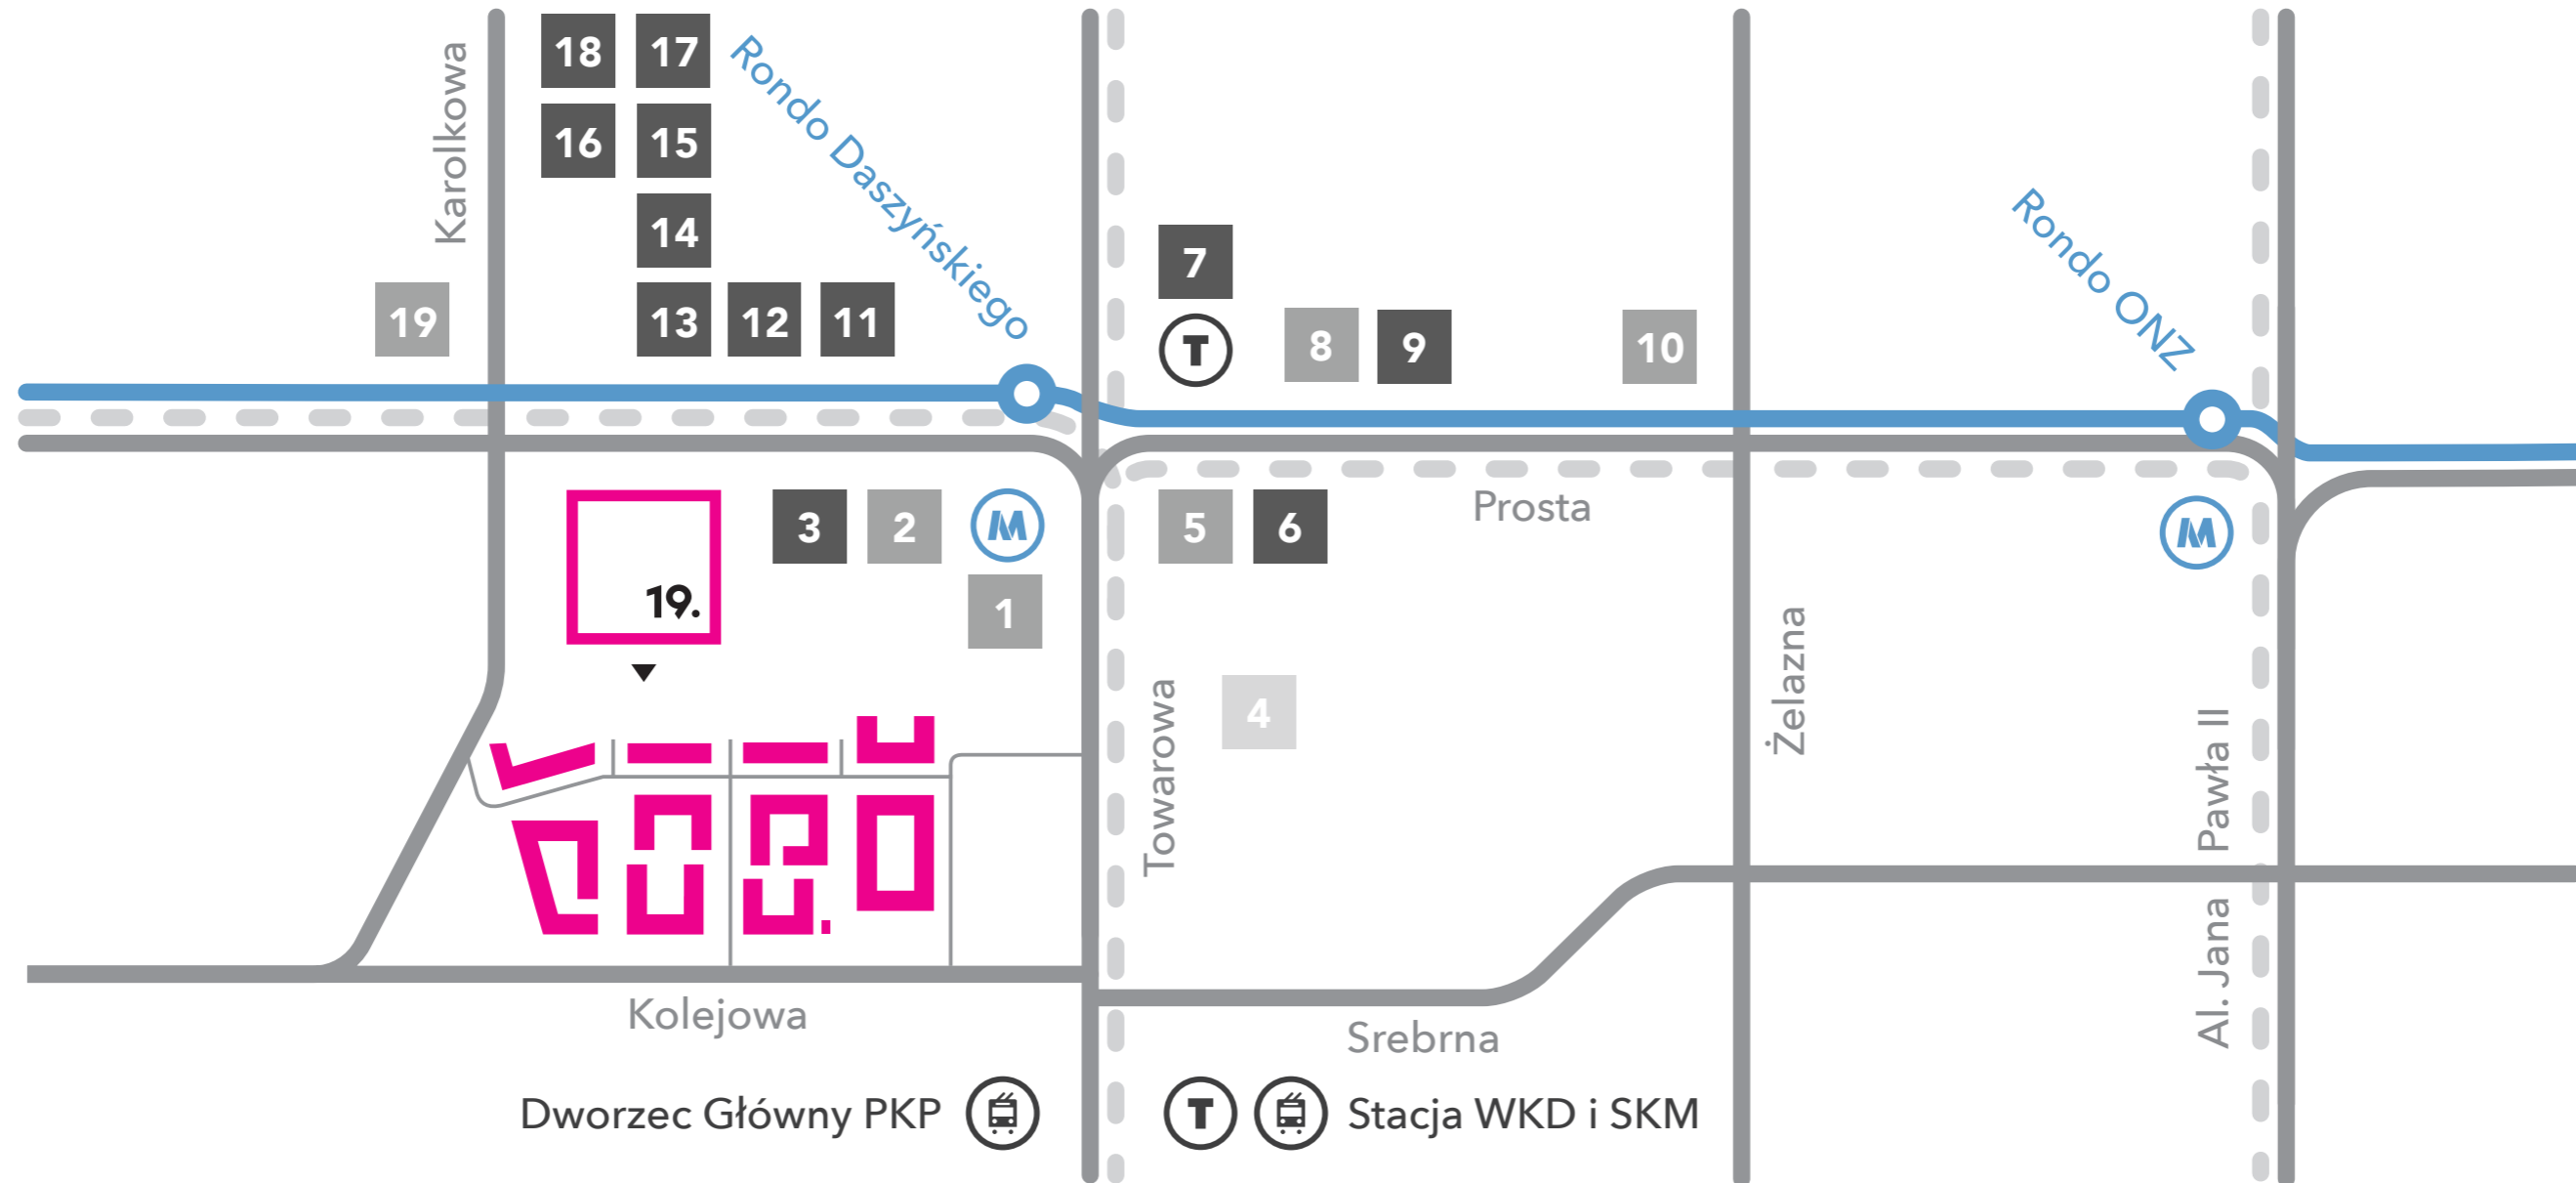 Karolkowa
18
17
Rondo Daszyńskiego
16
15
14
19
13
12
11
7
T
8
9
10
Rondo ONZ
3
2
M
1
19.
5
6
Prosta
M
4
Towarowa
Żelazna
Al. Jana Pawła II
Kolejowa
Srebrna
Dworzec Główny PKP
T
Stacja WKD i SKM